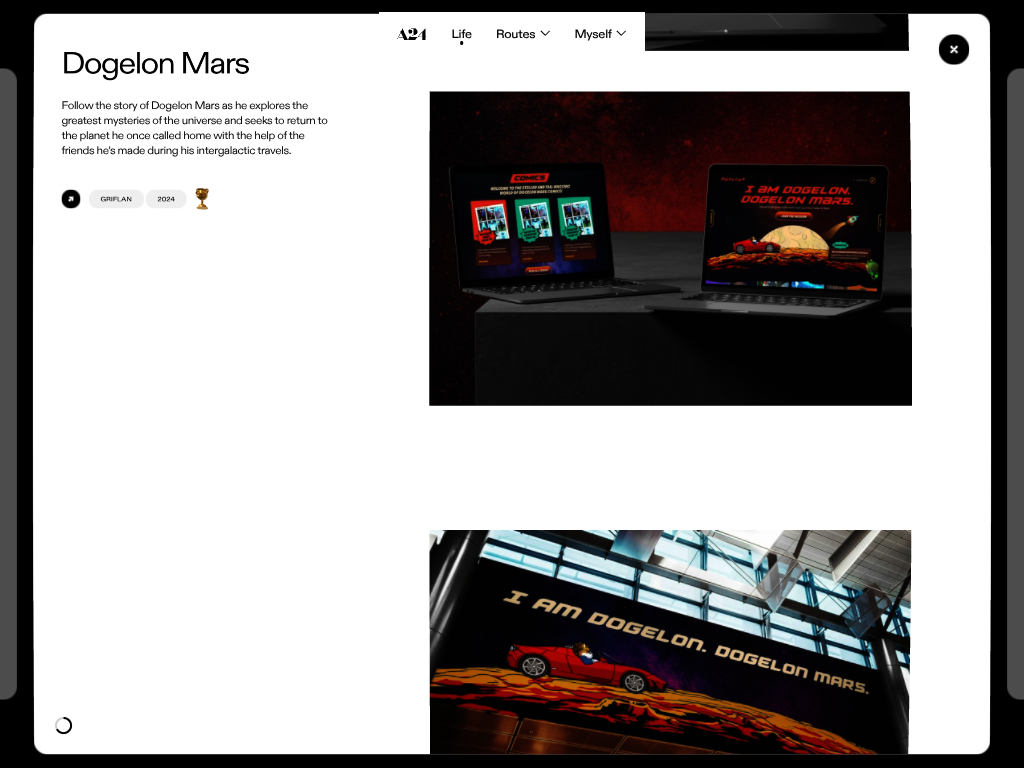 A24 Life Routes Myself
Dogelon Mars
Follow the story of Dogelon Mars as he explores the
greatest mysteries of the universe and seeks to return to
the planet he once called home with the help of the
friends he's made during his intergalactic travels.
GRIFLAN 2024
COMICS
I AM DOGELON.
DOGELON MARS.
I AM DOGELON. DOGELON MARS.